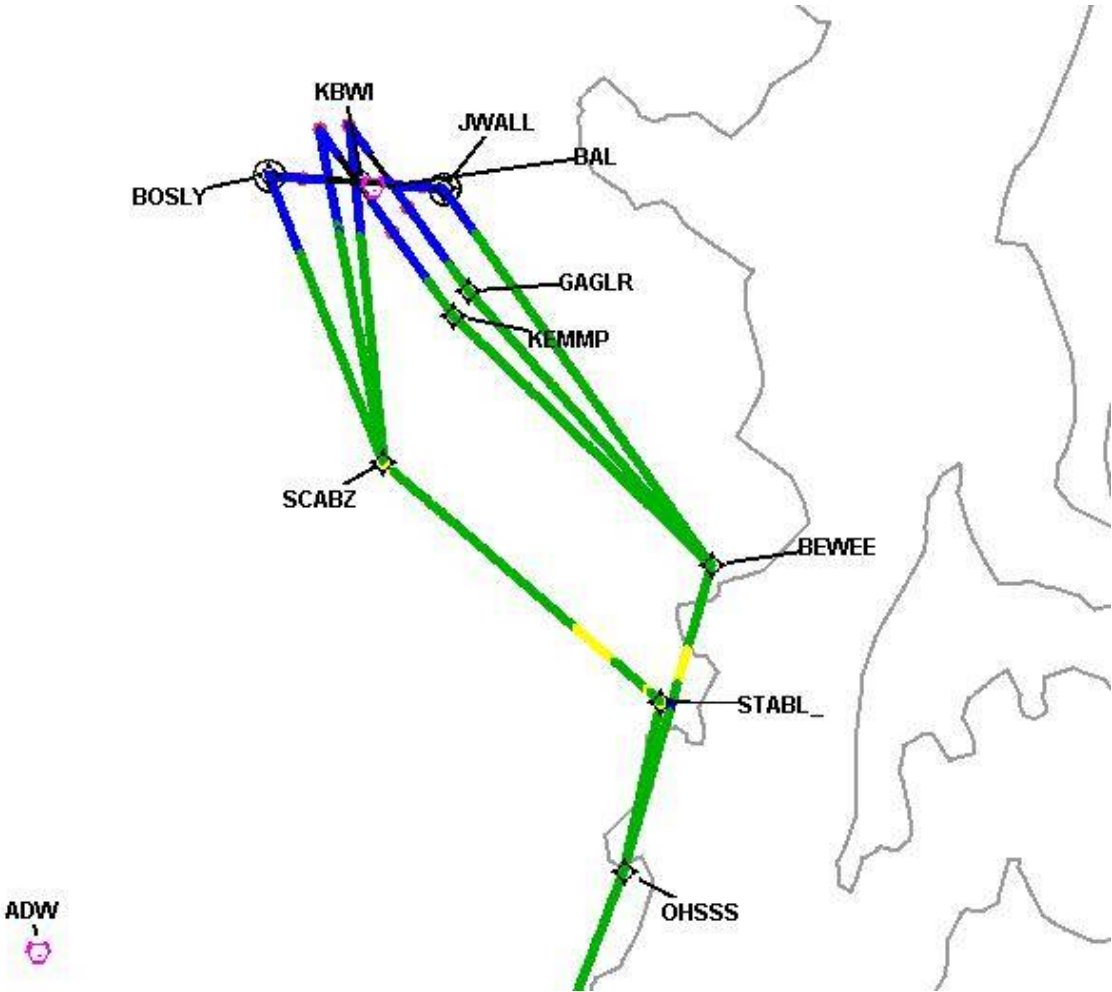 KBWI
JWALL
BAL
BOSLY
GAGLR
KEMMP
SCABZ
BEWEE
STABL_
OHSSS
ADW